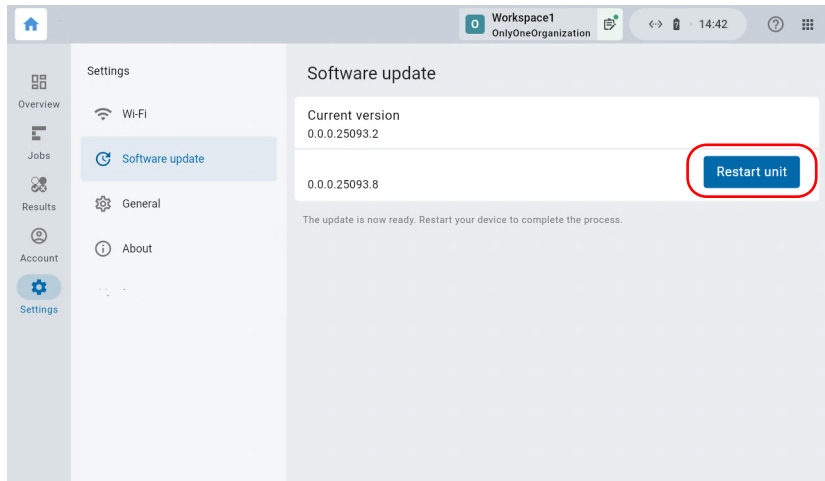 O
Workspace1
OnlyOneOrganization
14:42
Overview
Jobs
Results
Account
Settings
Settings
Wi-Fi
Software update
General
About
Software update
Current version
0.0.0.25093.2
0.0.0.25093.8
Restart unit
The update is now ready. Restart your device to complete the process.